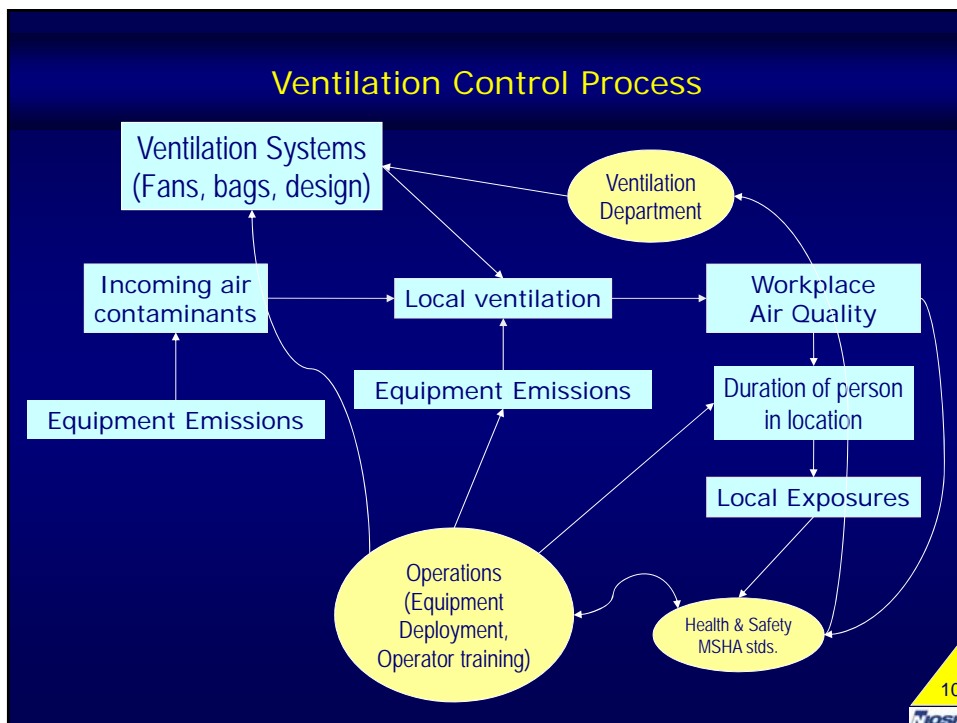 Ventilation Control Process
Ventilation Systems
(Fans, bags, design)
Ventilation
Department
Incoming air
contaminants
Local ventilation
Workplace
Air Quality
Equipment Emissions
Equipment Emissions
Duration of person
in location
Local Exposures
Operations
(Equipment
Deployment,
Operator training)
Health & Safety
MSHA stds.
10